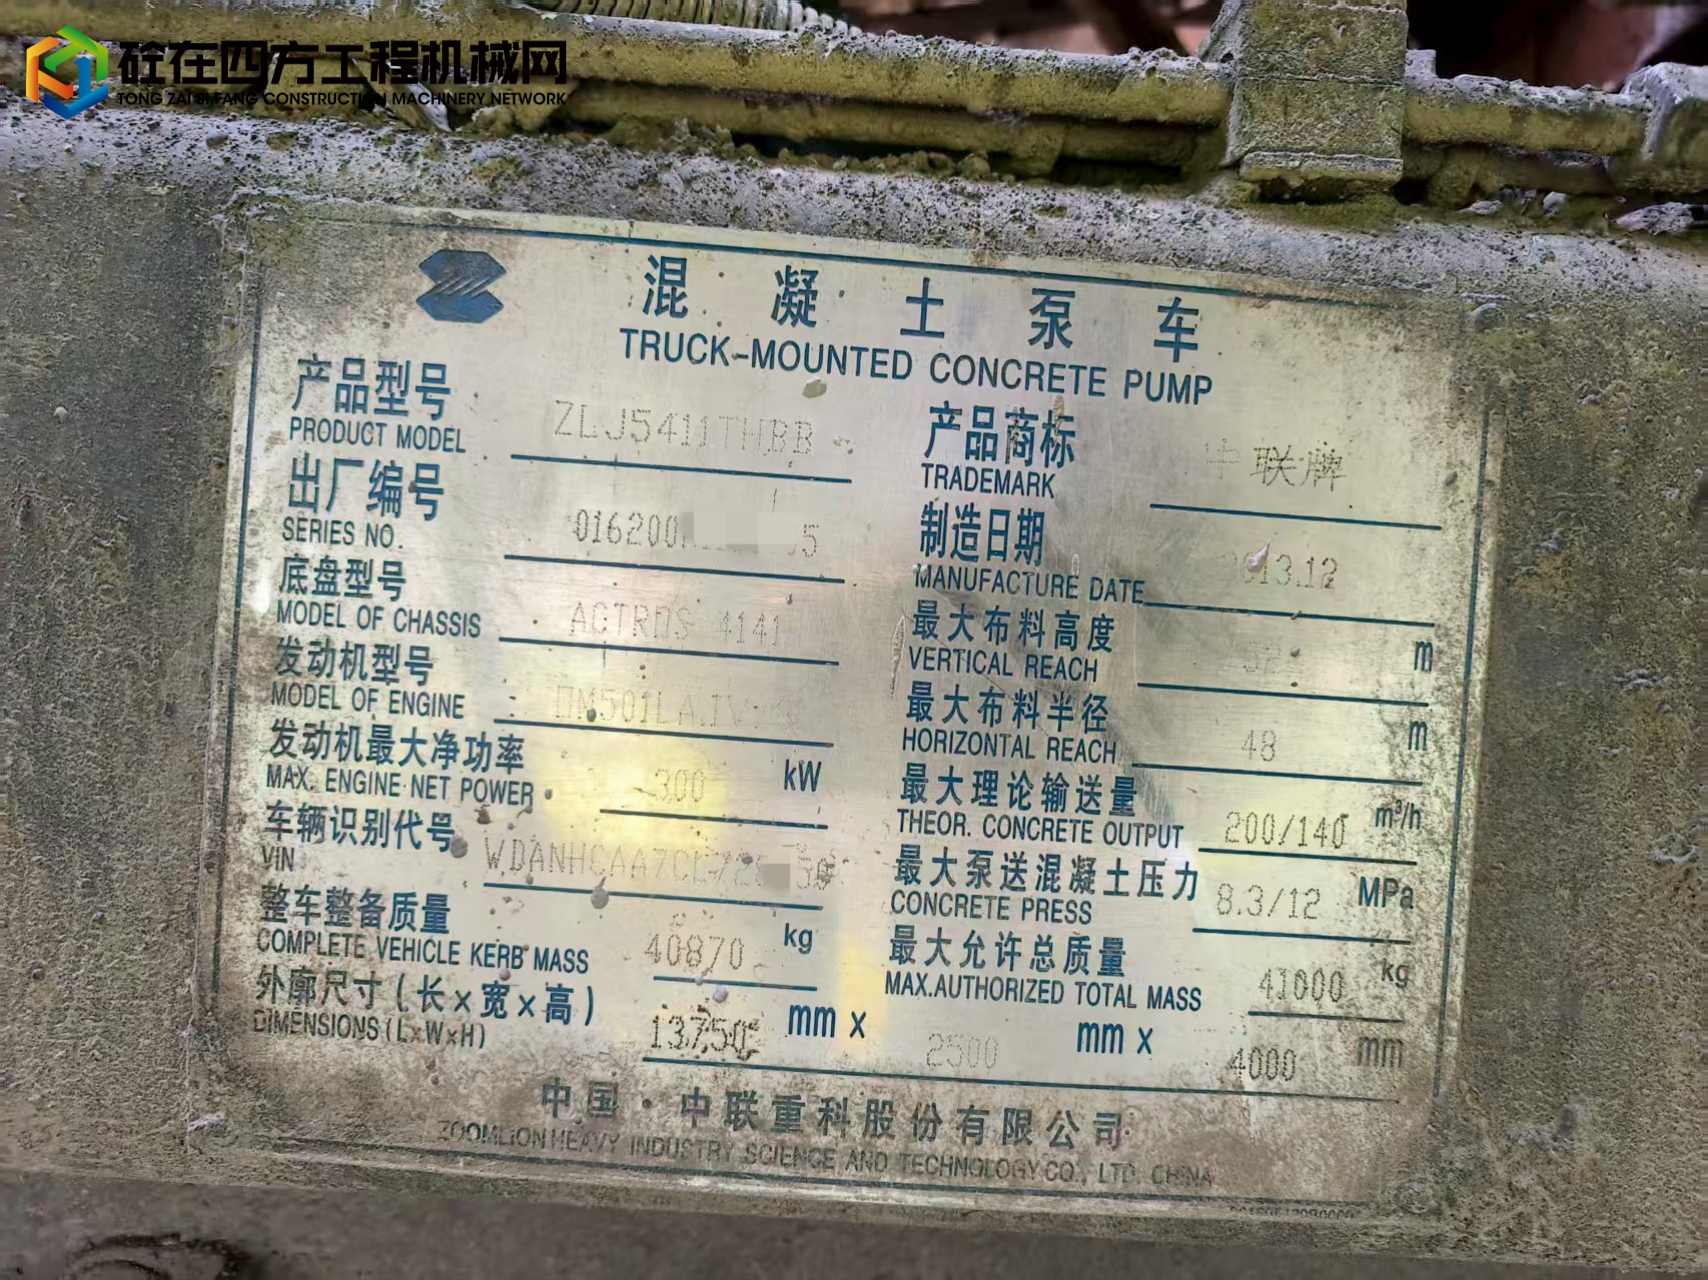 砼在四方工程机械网
TONG ZAI SI FANG CONSTRUCTION MACHINERY NETWORK
混凝土泵车
TRUCK-MOUNTED CONCRETE PUMP
产品型号 ZLJ5411THBB
PRODUCT MODEL
产品商标 中联牌
TRADEMARK
出厂编号 016200 5
SERIES NO.
制造日期 2013.12
MANUFACTURE DATE
底盘型号 ACTROS 4141
MODEL OF CHASSIS
最大布料高度 m
VERTICAL REACH
发动机型号
MODEL OF ENGINE
最大布料半径 48 m
HORIZONTAL REACH
发动机最大净功率 300 kW
MAX. ENGINE NET POWER
最大理论输送量 200/140 m³/h
THEOR. CONCRETE OUTPUT
车辆识别代号
VIN
最大泵送混凝土压力 8.3/12 MPa
CONCRETE PRESS
整车整备质量 40870 kg
COMPLETE VEHICLE KERB MASS
最大允许总质量 41000 kg
MAX.AUTHORIZED TOTAL MASS
外廓尺寸(长×宽×高) 13750 mm x 2500 mm x 4000 mm
DIMENSIONS(L×W×H)
中国·中联重科股份有限公司
ZOOMLION HEAVY INDUSTRY SCIENCE AND TECHNOLOGY CO., LTD. CHINA